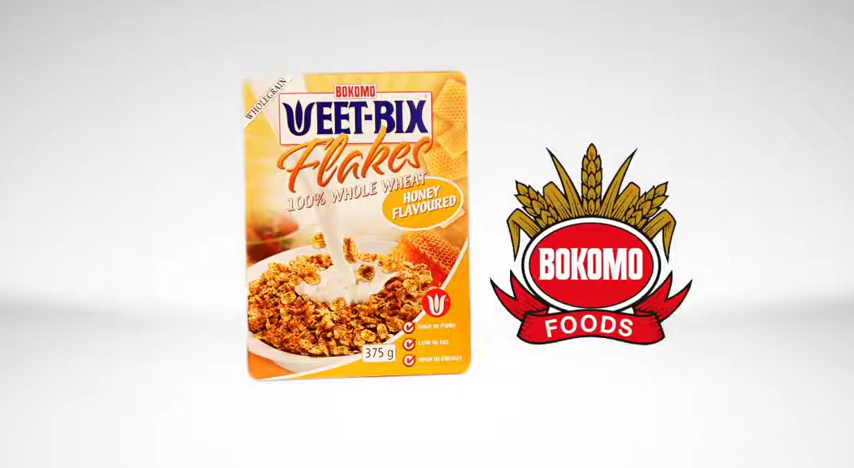 WHOLEGRAIN
BOKOMO
WEET-BIX
Flakes
100% WHOLE WHEAT
HONEY
FLAVOURED
HIGH IN FIBRE
LOW IN FAT
HIGH IN ENERGY
375 g
BOKOMO
FOODS